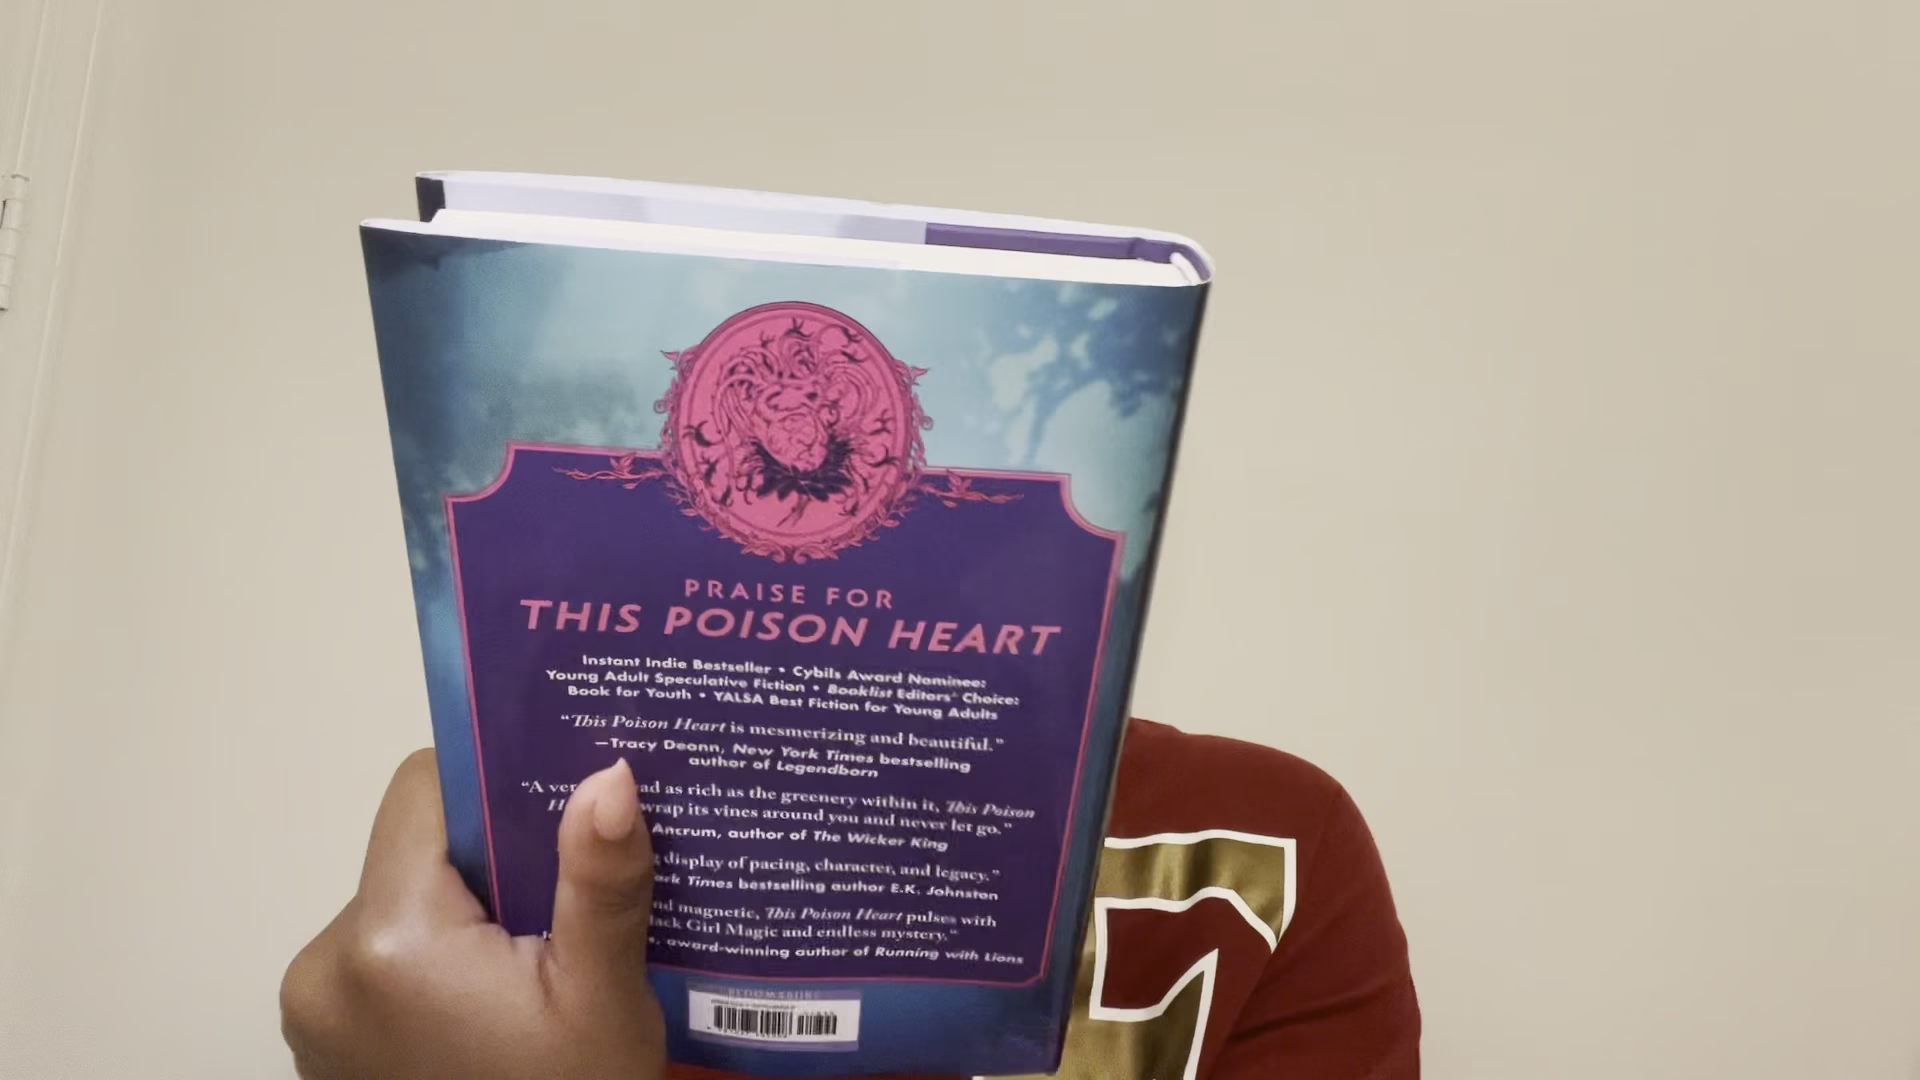 PRAISE FOR
THIS POISON HEART
Instant Indie Bestseller • Cybils Award Nominee:
Young Adult Speculative Fiction • Booklist Editors' Choice:
Book for Youth • YALSA Best Fiction for Young Adults
“This Poison Heart is mesmerizing and beautiful.”
—Tracy Deonn, New York Times bestselling
author of Legendborn
“A as rich as the greenery within it, This Poison
wrap its vines around you and never let go.”
Ancrum, author of The Wicker King
display of pacing, character, and legacy.”
Times bestselling author E.K. Johnston
magnetic, This Poison Heart pulses with
Girl Magic and endless mystery.”
award-winning author of Running with Lions
BLOOMSBURY